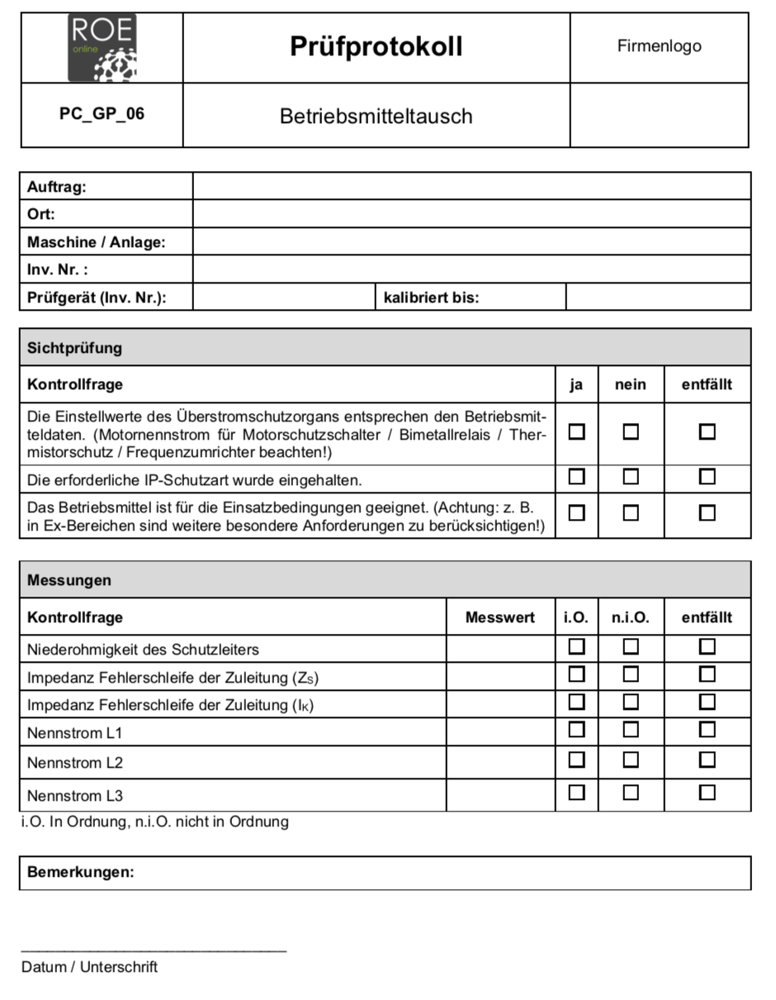 ROE
online
Prüfprotokoll
Firmenlogo
PC_GP_06
Betriebsmitteltausch
Auftrag:
Ort:
Maschine / Anlage:
Inv. Nr. :
Prüfgerät (Inv. Nr.): kalibriert bis:
Sichtprüfung
Kontrollfrage ja nein entfällt
Die Einstellwerte des Überstromschutzorgans entsprechen den Betriebsmit-
teldaten. (Motornennstrom für Motorschutzschalter / Bimetallrelais / Ther-
mistorschutz / Frequenzumrichter beachten!)
Die erforderliche IP-Schutzart wurde eingehalten.
Das Betriebsmittel ist für die Einsatzbedingungen geeignet. (Achtung: z. B.
in Ex-Bereichen sind weitere besondere Anforderungen zu berücksichtigen!)
Messungen
Kontrollfrage Messwert i.O. n.i.O. entfällt
Niederohmigkeit des Schutzleiters
Impedanz Fehlerschleife der Zuleitung (ZS)
Impedanz Fehlerschleife der Zuleitung (IK)
Nennstrom L1
Nennstrom L2
Nennstrom L3
i.O. In Ordnung, n.i.O. nicht in Ordnung
Bemerkungen:
Datum / Unterschrift